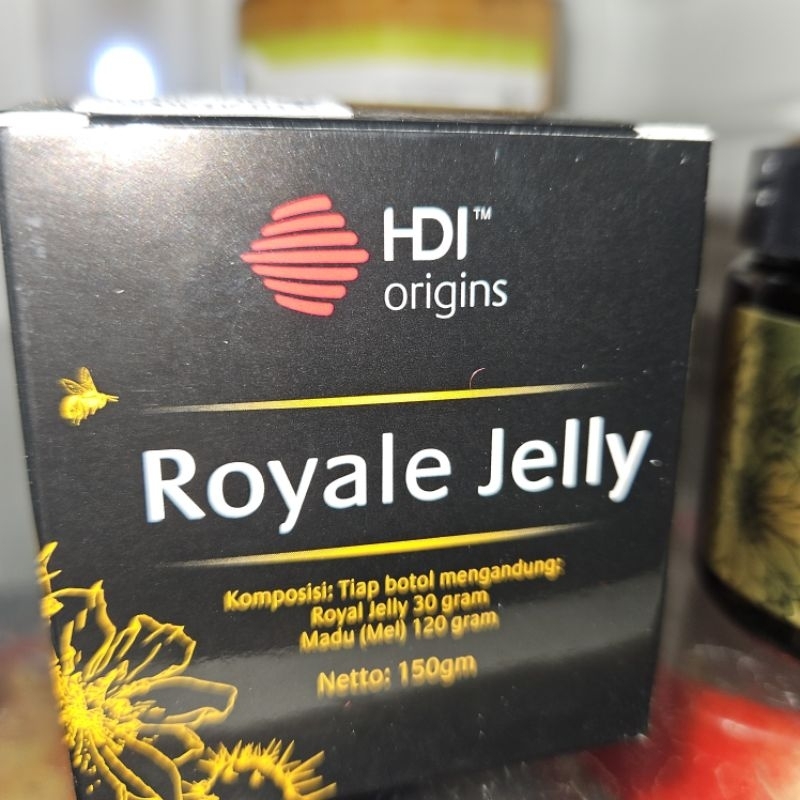 HDI™
origins
Royale Jelly
Komposisi: Tiap botol mengandung:
Royal Jelly 30 gram
Madu (Mel) 120 gram
Netto: 150gm